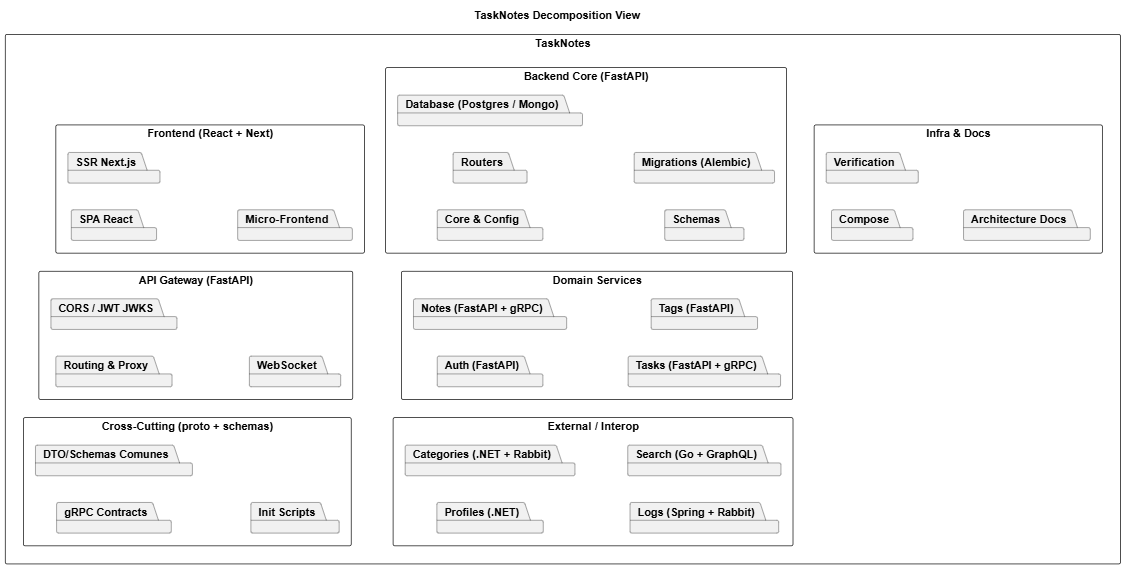 TaskNotes Decomposition View
TaskNotes
Backend Core (FastAPI)
Database (Postgres / Mongo)
Routers
Migrations (Alembic)
Core & Config
Schemas
Frontend (React + Next)
SSR Next.js
SPA React
Micro-Frontend
Infra & Docs
Verification
Compose
Architecture Docs
API Gateway (FastAPI)
CORS / JWT JWKS
Routing & Proxy
WebSocket
Domain Services
Notes (FastAPI + gRPC)
Tags (FastAPI)
Auth (FastAPI)
Tasks (FastAPI + gRPC)
Cross-Cutting (proto + schemas)
DTO/Schemas Comunes
gRPC Contracts
Init Scripts
External / Interop
Categories (.NET + Rabbit)
Search (Go + GraphQL)
Profiles (.NET)
Logs (Spring + Rabbit)